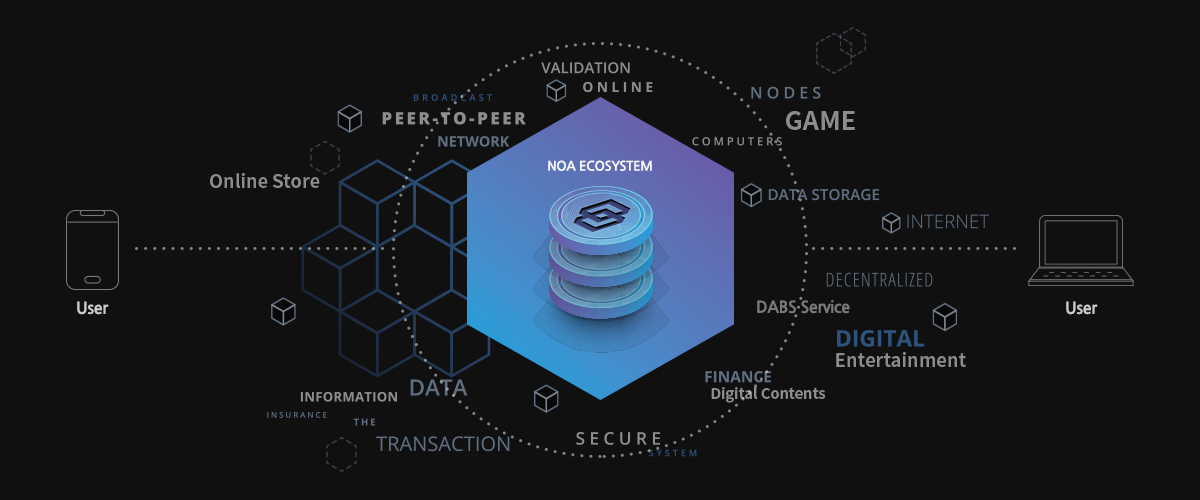 VALIDATION
ONLINE
BROADCAST
PEER-TO-PEER
NETWORK
NODES
GAME
COMPUTERS
NOA ECOSYSTEM
Online Store
DATA STORAGE
INTERNET
DECENTRALIZED
User
DABS Service
User
DIGITAL
Entertainment
FINANCE
Digital Contents
DATA
INFORMATION
INSURANCE
THE
TRANSACTION
SECURE
SYSTEM